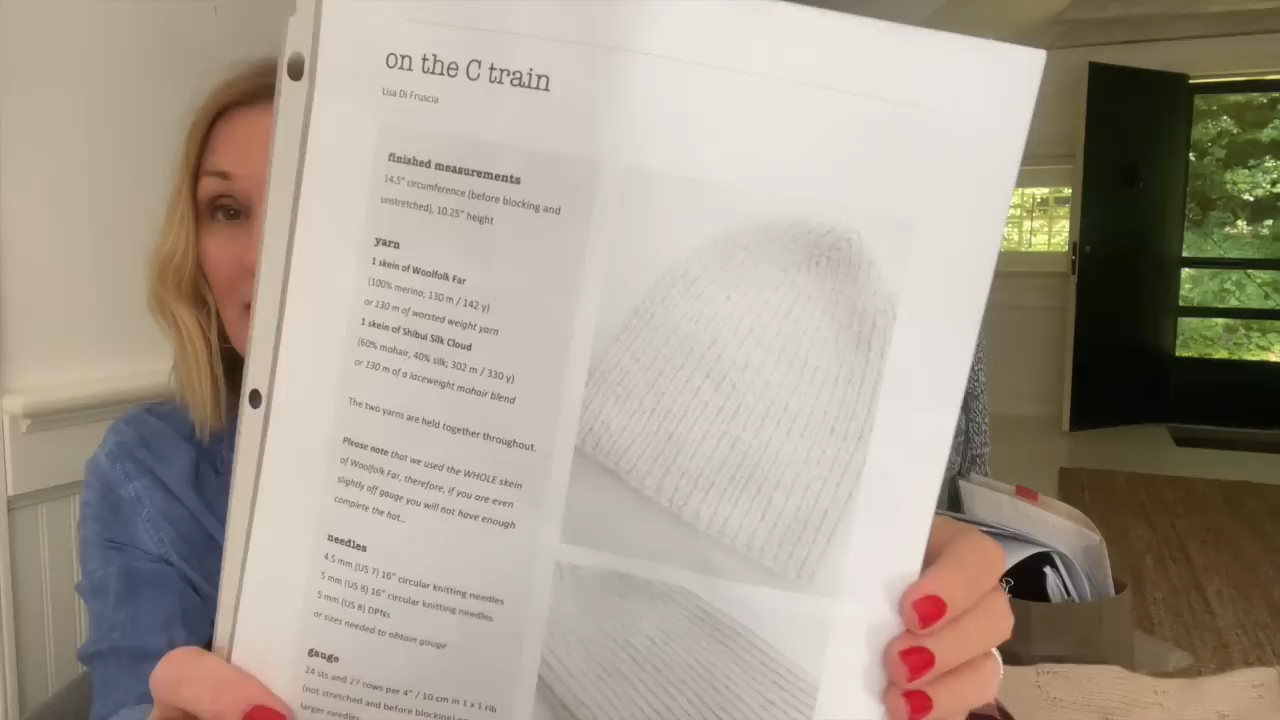 on the C train
Lisa Di Fruscia
finished measurements
14.5" circumference (before blocking and
unstretched), 10.25" height
yarn
1 skein of Woolfolk Far
(100% merino; 130 m / 142 y)
or 130 m of worsted weight yarn
1 skein of Shibui Silk Cloud
(60% mohair, 40% silk; 302 m / 330 y)
or 130 m of a laceweight mohair blend
The two yarns are held together throughout.
Please note that we used the WHOLE skein
of Woolfolk Far, therefore, if you are even
slightly off gauge you will not have enough
complete the hat...
needles
4.5 mm (US 7) 16" circular knitting needles
5 mm (US 8) 16" circular knitting needles
5 mm (US 8) DPNs
or sizes needed to obtain gauge
gauge
24 sts and 27 rows per 4" / 10 cm in 1 x 1 rib
(not stretched and before blocking)
larger needles